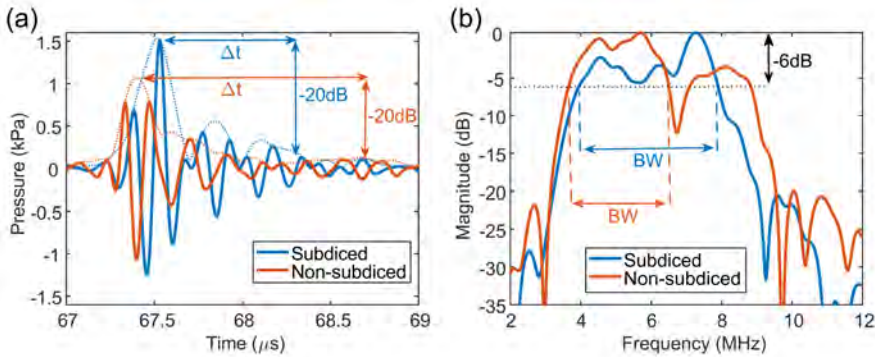 (a)
1.5
1
0.5
0
-0.5
-1
-1.5
Pressure (kPa)
Δt
Δt
-20dB
-20dB
Subdiced
Non-subdiced
67
67.5
68
68.5
69
Time (μs)
(b)
0
-5
-10
-15
-20
-25
-30
-35
Magnitude (dB)
-6dB
BW
BW
Subdiced
Non-subdiced
2
4
6
8
10
12
Frequency (MHz)